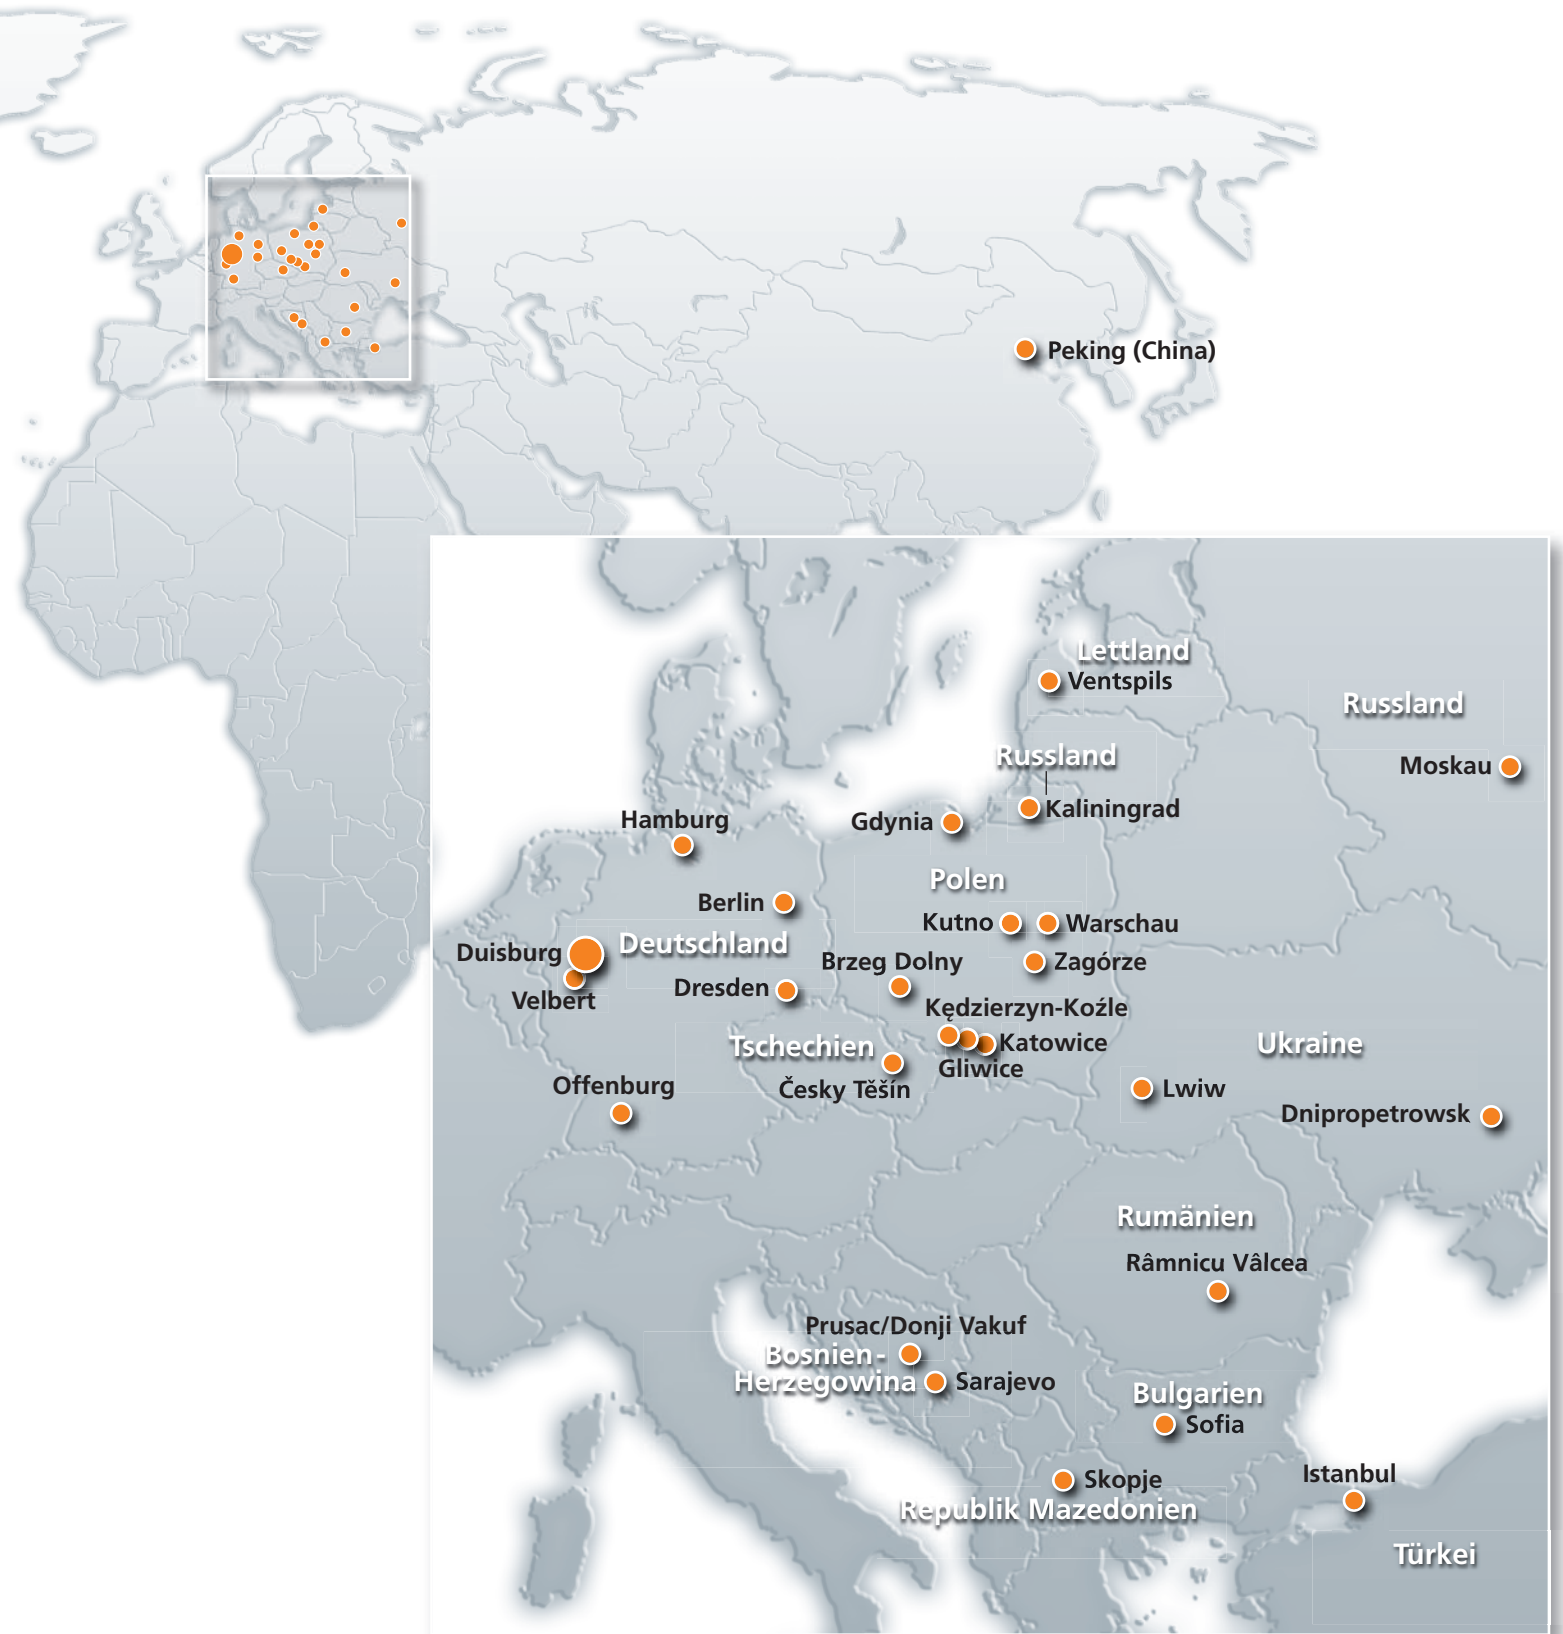 Peking (China)
Lettland
Ventspils
Russland
Russland
Moskau
Kaliningrad
Gdynia
Hamburg
Polen
Berlin
Kutno
Warschau
Duisburg
Deutschland
Brzeg Dolny
Zagórze
Velbert
Dresden
Kędzierzyn-Koźle
Tschechien
Katowice
Gliwice
Ukraine
Offenburg
Česky Těšín
Lwiw
Dnipropetrowsk
Rumänien
Râmnicu Vâlcea
Prusac/Donji Vakuf
Bosnien-
Herzegowina
Sarajevo
Bulgarien
Sofia
Skopje
Republik Mazedonien
Istanbul
Türkei